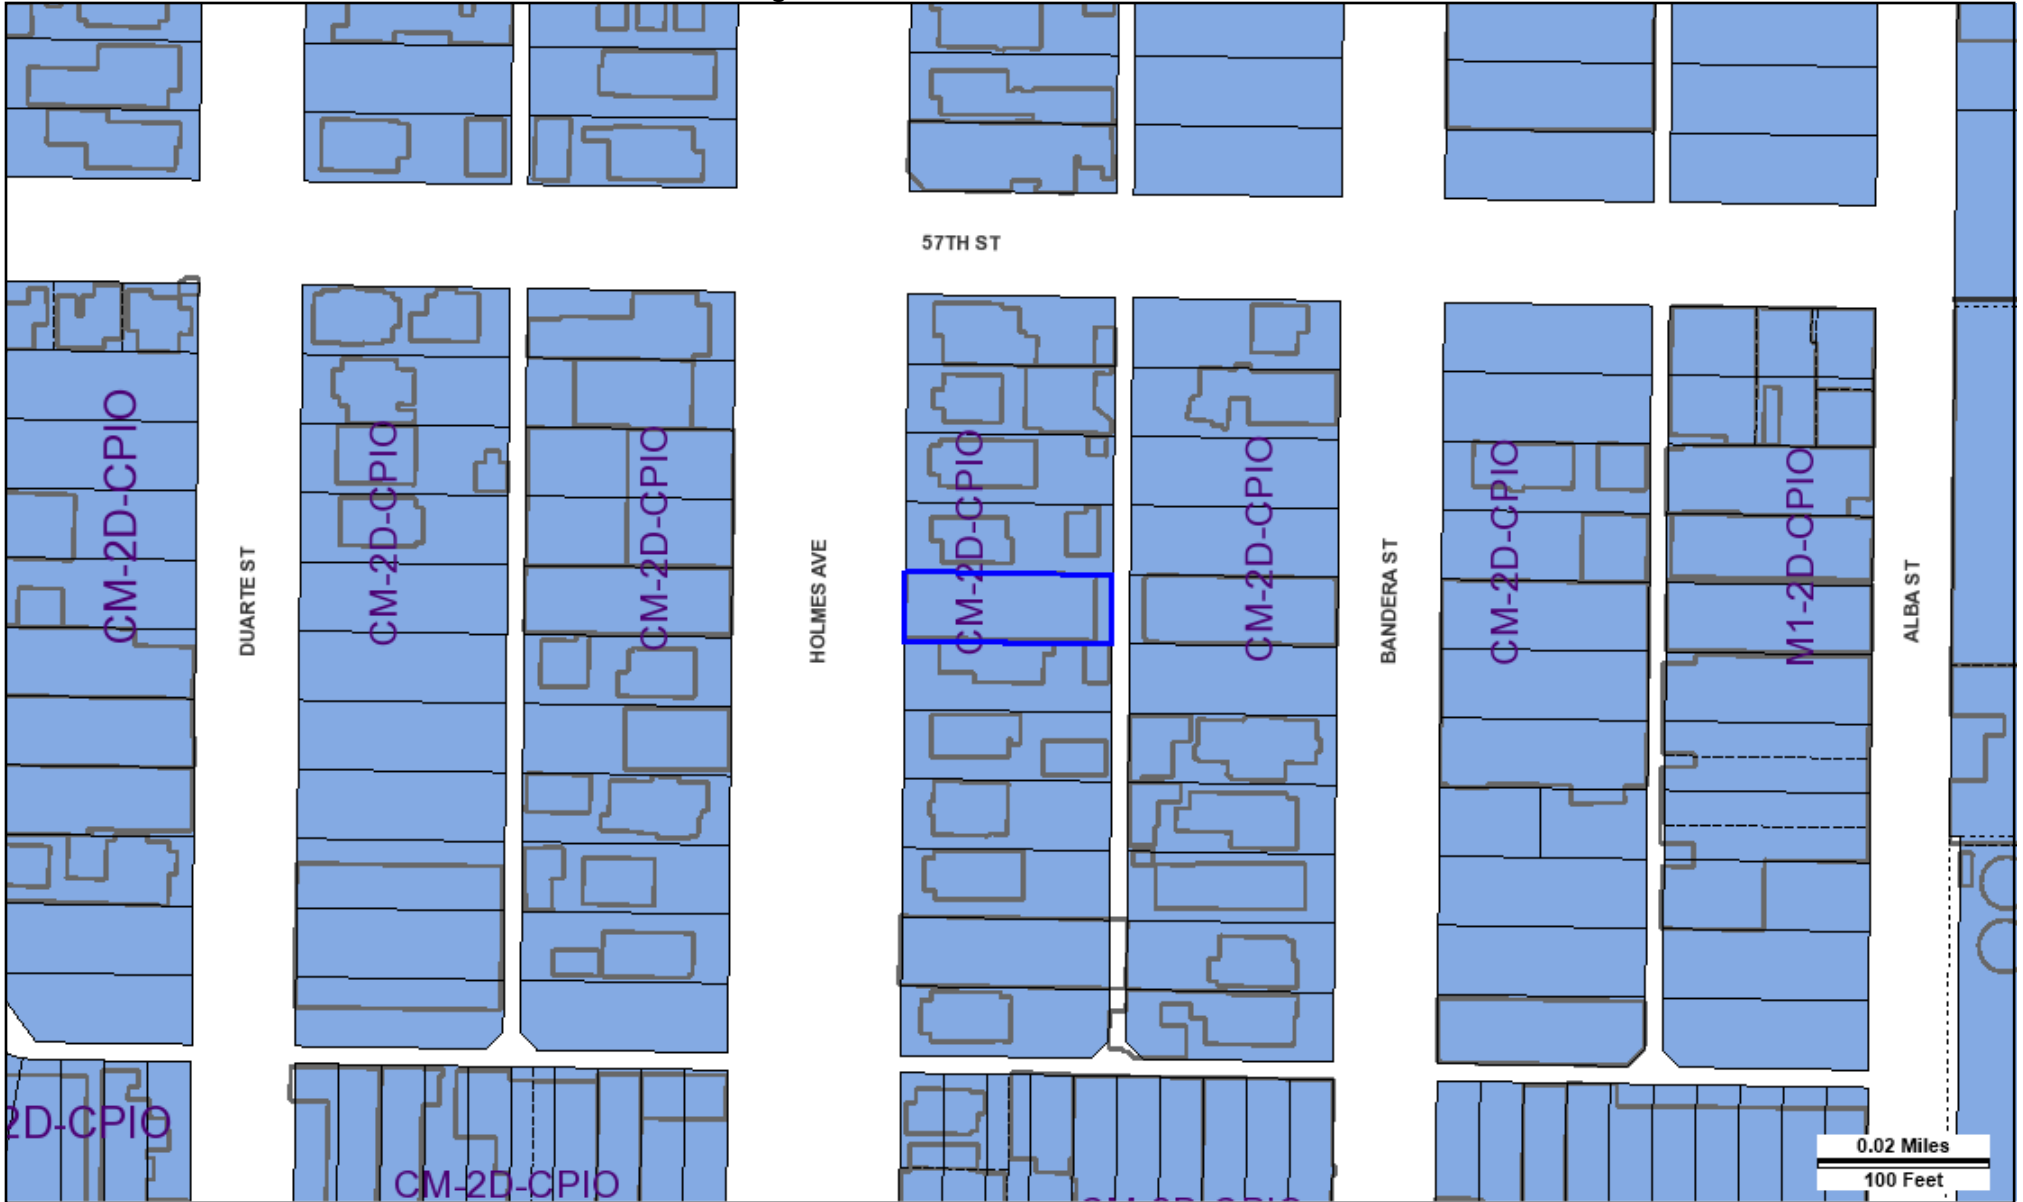 57TH ST
CM-2D-CPIO
DUARTE ST
CM-2D-CPIO
CM-2D-CPIO
HOLMES AVE
CM-2D-CPIO
CM-2D-CPIO
BANDERA ST
CM-2D-CPIO
M1-2D-CPIO
ALBA ST
2D-CPIO
CM-2D-CPIO
0.02 Miles
100 Feet